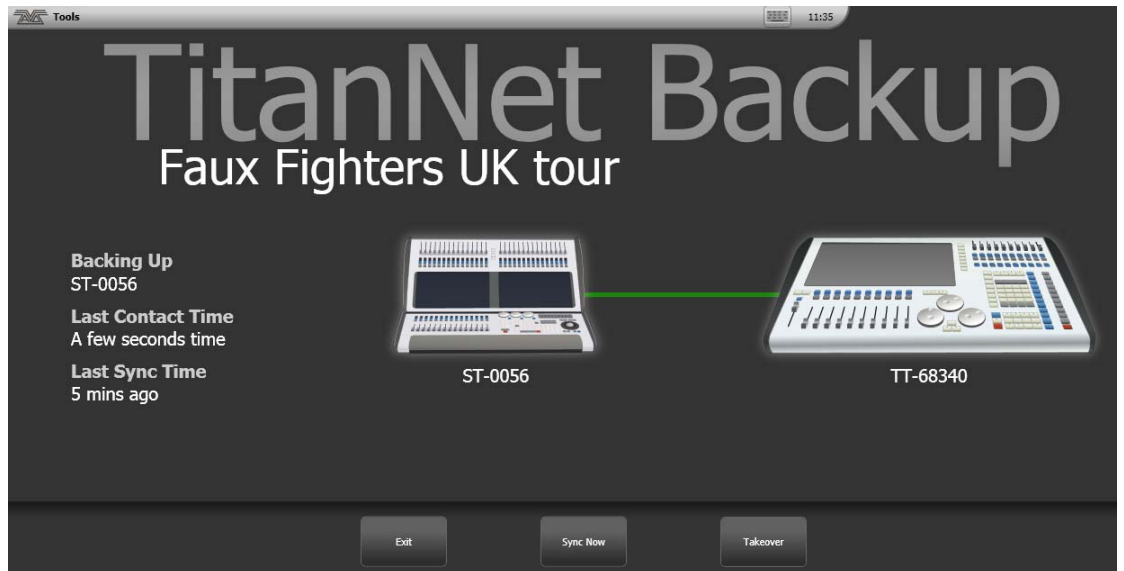 Tools
11:35
TitanNet Backup
Faux Fighters UK tour
Backing Up
ST-0056
Last Contact Time
A few seconds time
Last Sync Time
5 mins ago
ST-0056
TT-68340
Exit
Sync Now
Takeover